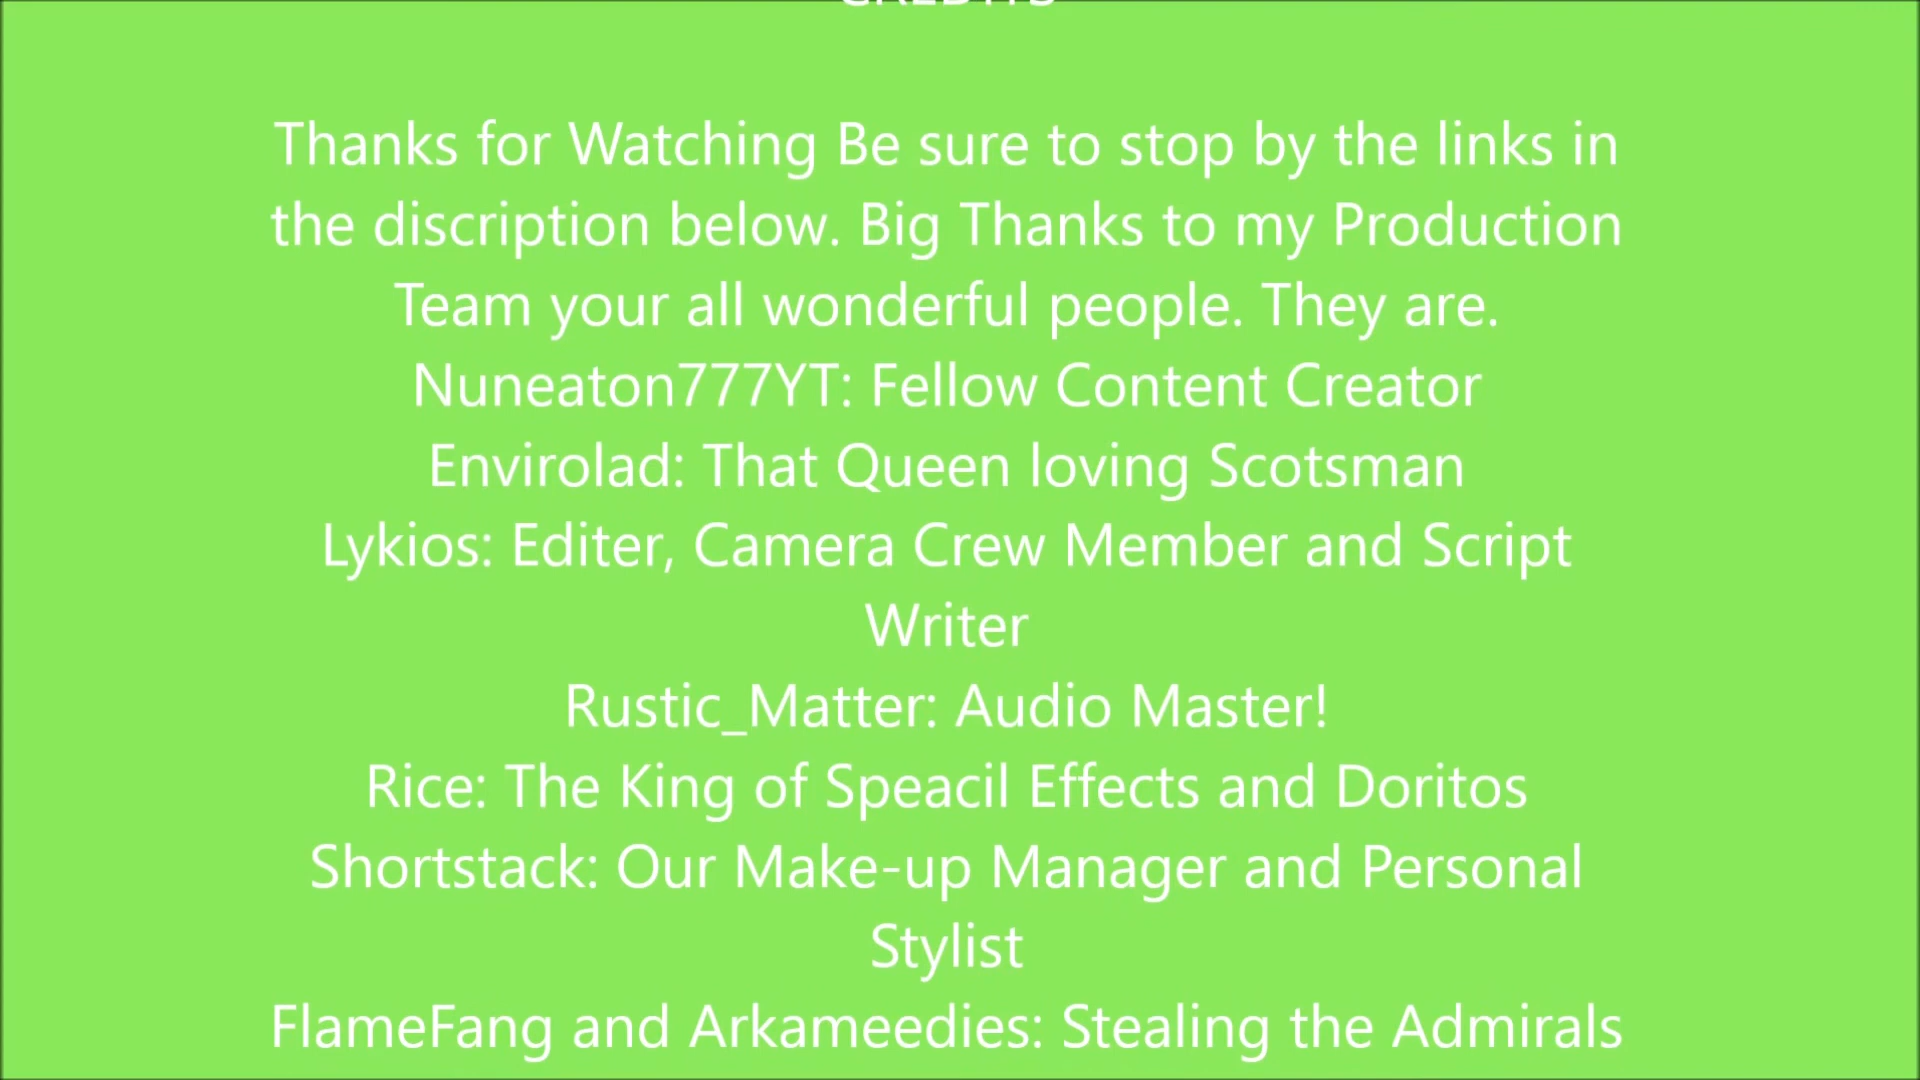 CREDITS
Thanks for Watching Be sure to stop by the links in
the discription below. Big Thanks to my Production
Team your all wonderful people. They are.
Nuneaton777YT: Fellow Content Creator
Envirolad: That Queen loving Scotsman
Lykios: Editer, Camera Crew Member and Script
Writer
Rustic_Matter: Audio Master!
Rice: The King of Speacil Effects and Doritos
Shortstack: Our Make-up Manager and Personal
Stylist
FlameFang and Arkameedies: Stealing the Admirals